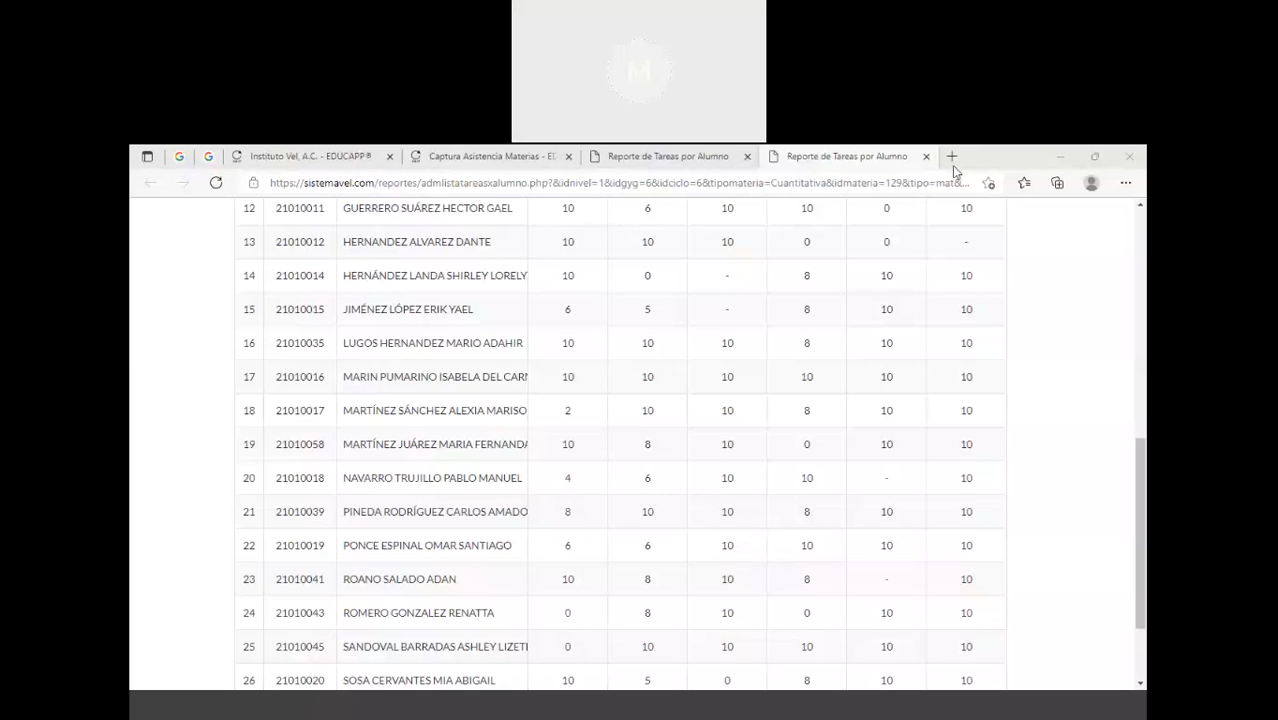 M
Instituto Vel, A.C. - EDUCAPP® Captura Asistencia Materias - EI Reporte de Tareas por Alumno Reporte de Tareas por Alumno
https://sistemavel.com/reportes/admlistatareasxalumno.php?&idnivel=1&idgyg=6&idciclo=6&tipomateria=Cuantitativa&idmateria=129&tipo=mat&...
12 21010011 GUERRERO SUÁREZ HECTOR GAEL 10 6 10 10 0 10
13 21010012 HERNANDEZ ALVAREZ DANTE 10 10 10 0 0 -
14 21010014 HERNÁNDEZ LANDA SHIRLEY LORELY 10 0 - 8 10 10
15 21010015 JIMÉNEZ LÓPEZ ERIK YAEL 6 5 - 8 10 10
16 21010035 LUGOS HERNANDEZ MARIO ADAHIR 10 10 10 8 10 10
17 21010016 MARIN PUMARINO ISABELA DEL CARM 10 10 10 10 10 10
18 21010017 MARTÍNEZ SÁNCHEZ ALEXIA MARISO 2 10 10 8 10 10
19 21010058 MARTÍNEZ JUÁREZ MARIA FERNANDA 10 8 10 0 10 10
20 21010018 NAVARRO TRUJILLO PABLO MANUEL 4 6 10 10 - 10
21 21010039 PINEDA RODRÍGUEZ CARLOS AMADO 8 10 10 8 10 10
22 21010019 PONCE ESPINAL OMAR SANTIAGO 6 6 10 10 10 10
23 21010041 ROANO SALADO ADAN 10 8 10 8 - 10
24 21010043 ROMERO GONZALEZ RENATTA 0 8 10 0 10 10
25 21010045 SANDOVAL BARRADAS ASHLEY LIZETH 0 10 10 10 10 10
26 21010020 SOSA CERVANTES MIA ABIGAIL 10 5 0 8 10 10